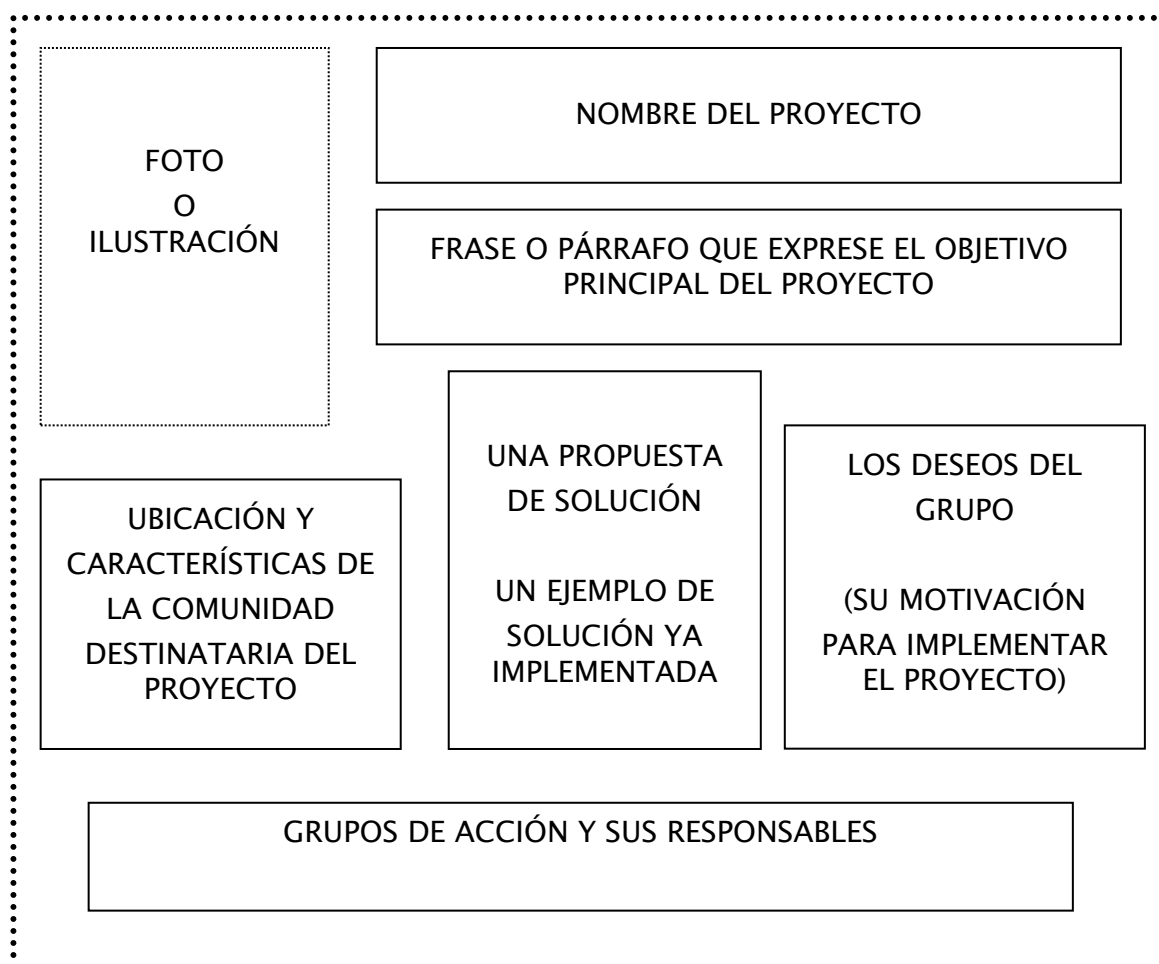 FOTO
O
ILUSTRACIÓN
NOMBRE DEL PROYECTO
FRASE O PÁRRAFO QUE EXPRESE EL OBJETIVO
PRINCIPAL DEL PROYECTO
UBICACIÓN Y
CARACTERÍSTICAS DE
LA COMUNIDAD
DESTINATARIA DEL
PROYECTO
UNA PROPUESTA
DE SOLUCIÓN
UN EJEMPLO DE
SOLUCIÓN YA
IMPLEMENTADA
LOS DESEOS DEL
GRUPO
(SU MOTIVACIÓN
PARA IMPLEMENTAR
EL PROYECTO)
GRUPOS DE ACCIÓN Y SUS RESPONSABLES